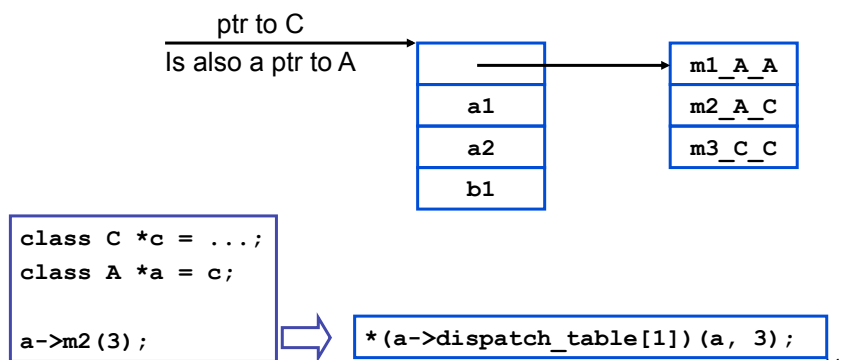 ptr to C
Is also a ptr to A
m1_A_A
a1
m2_A_C
a2
m3_C_C
b1
class C *c = ...;
class A *a = c;
a->m2(3);
*(a->dispatch_table[1])(a, 3);